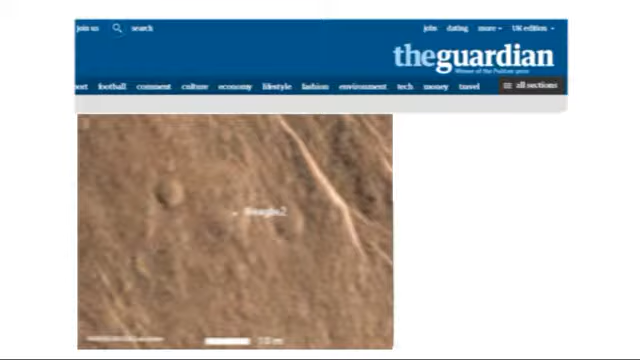 join us search jobs dating more UK edition
theguardian
Winner of the Pulitzer prize
football comment culture economy lifestyle fashion environment tech money travel all sections
Beagle2